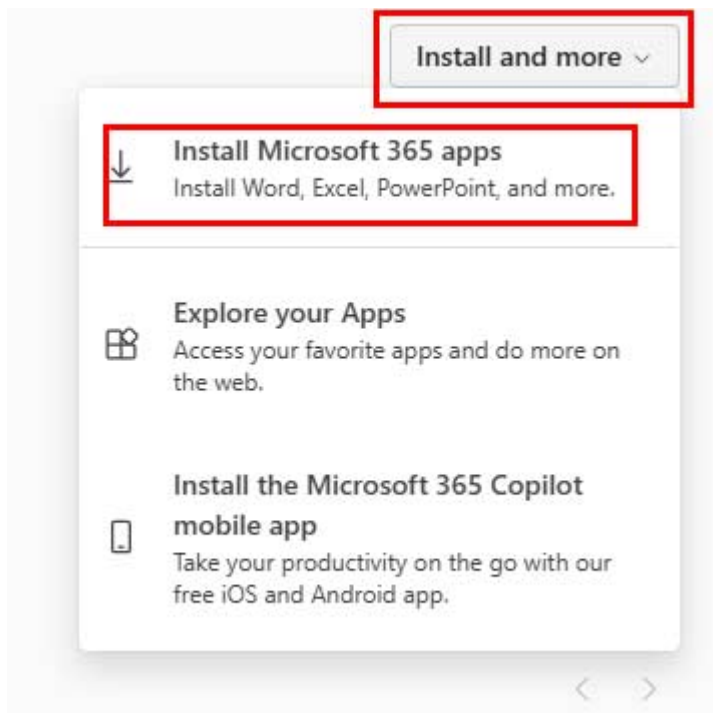 Install and more
Install Microsoft 365 apps
Install Word, Excel, PowerPoint, and more.
Explore your Apps
Access your favorite apps and do more on
the web.
Install the Microsoft 365 Copilot
mobile app
Take your productivity on the go with our
free iOS and Android app.